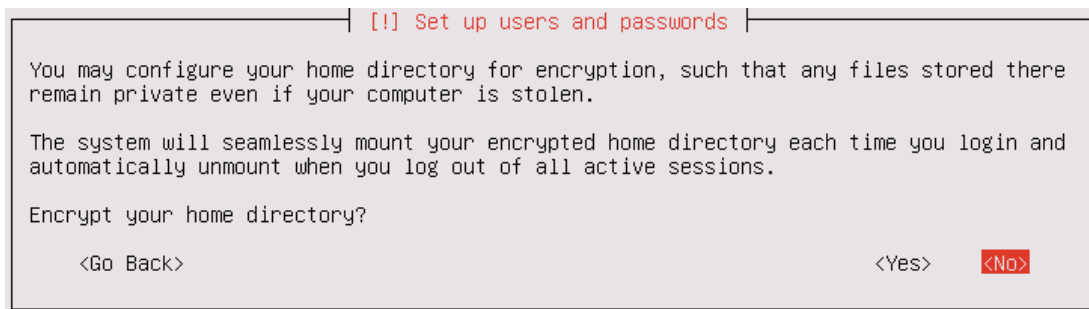 [!] Set up users and passwords
You may configure your home directory for encryption, such that any files stored there
remain private even if your computer is stolen.
The system will seamlessly mount your encrypted home directory each time you login and
automatically unmount when you log out of all active sessions.
Encrypt your home directory?
<Go Back> <Yes> <No>